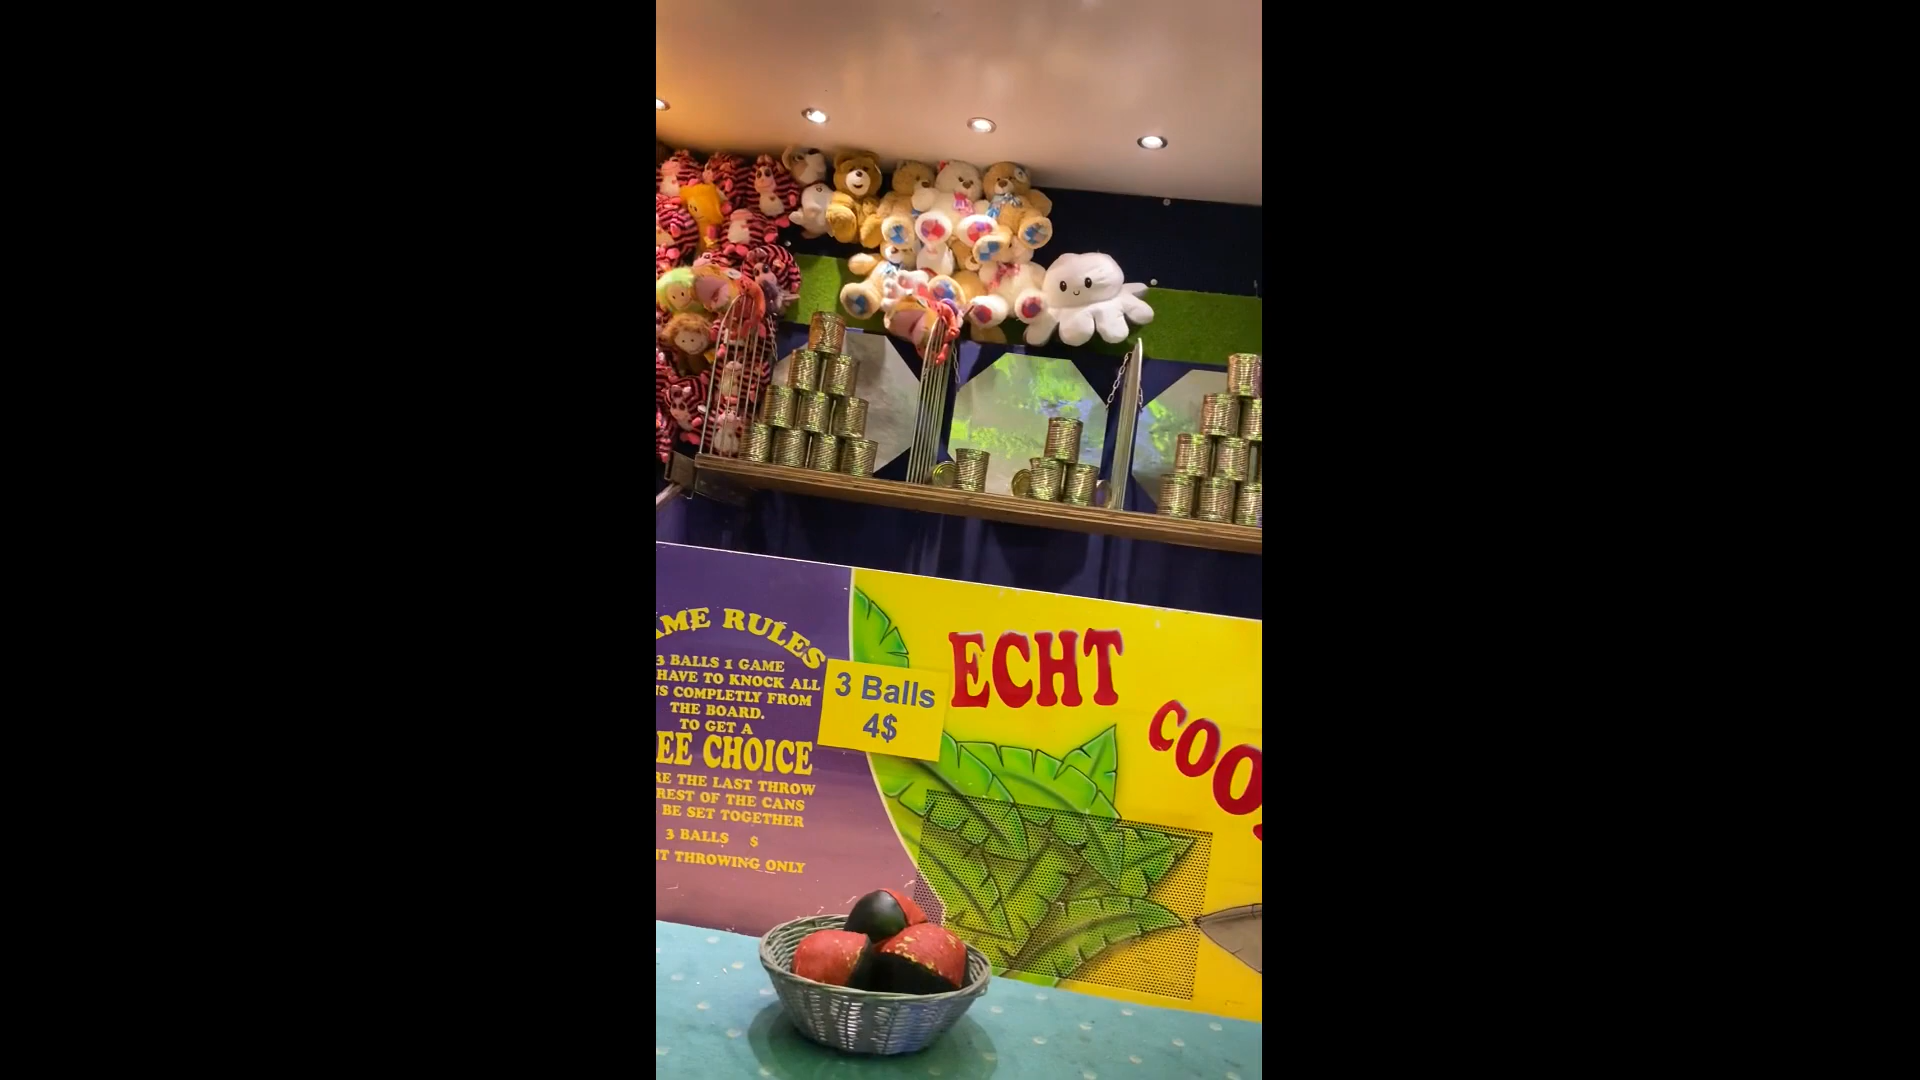 ME RULES
3 BALLS 1 GAME
HAVE TO KNOCK ALL
S COMPLETLY FROM
THE BOARD.
TO GET A
EE CHOICE
RE THE LAST THROW
REST OF THE CANS
BE SET TOGETHER
3 BALLS $
T THROWING ONLY
3 Balls
4$
ECHT
COO